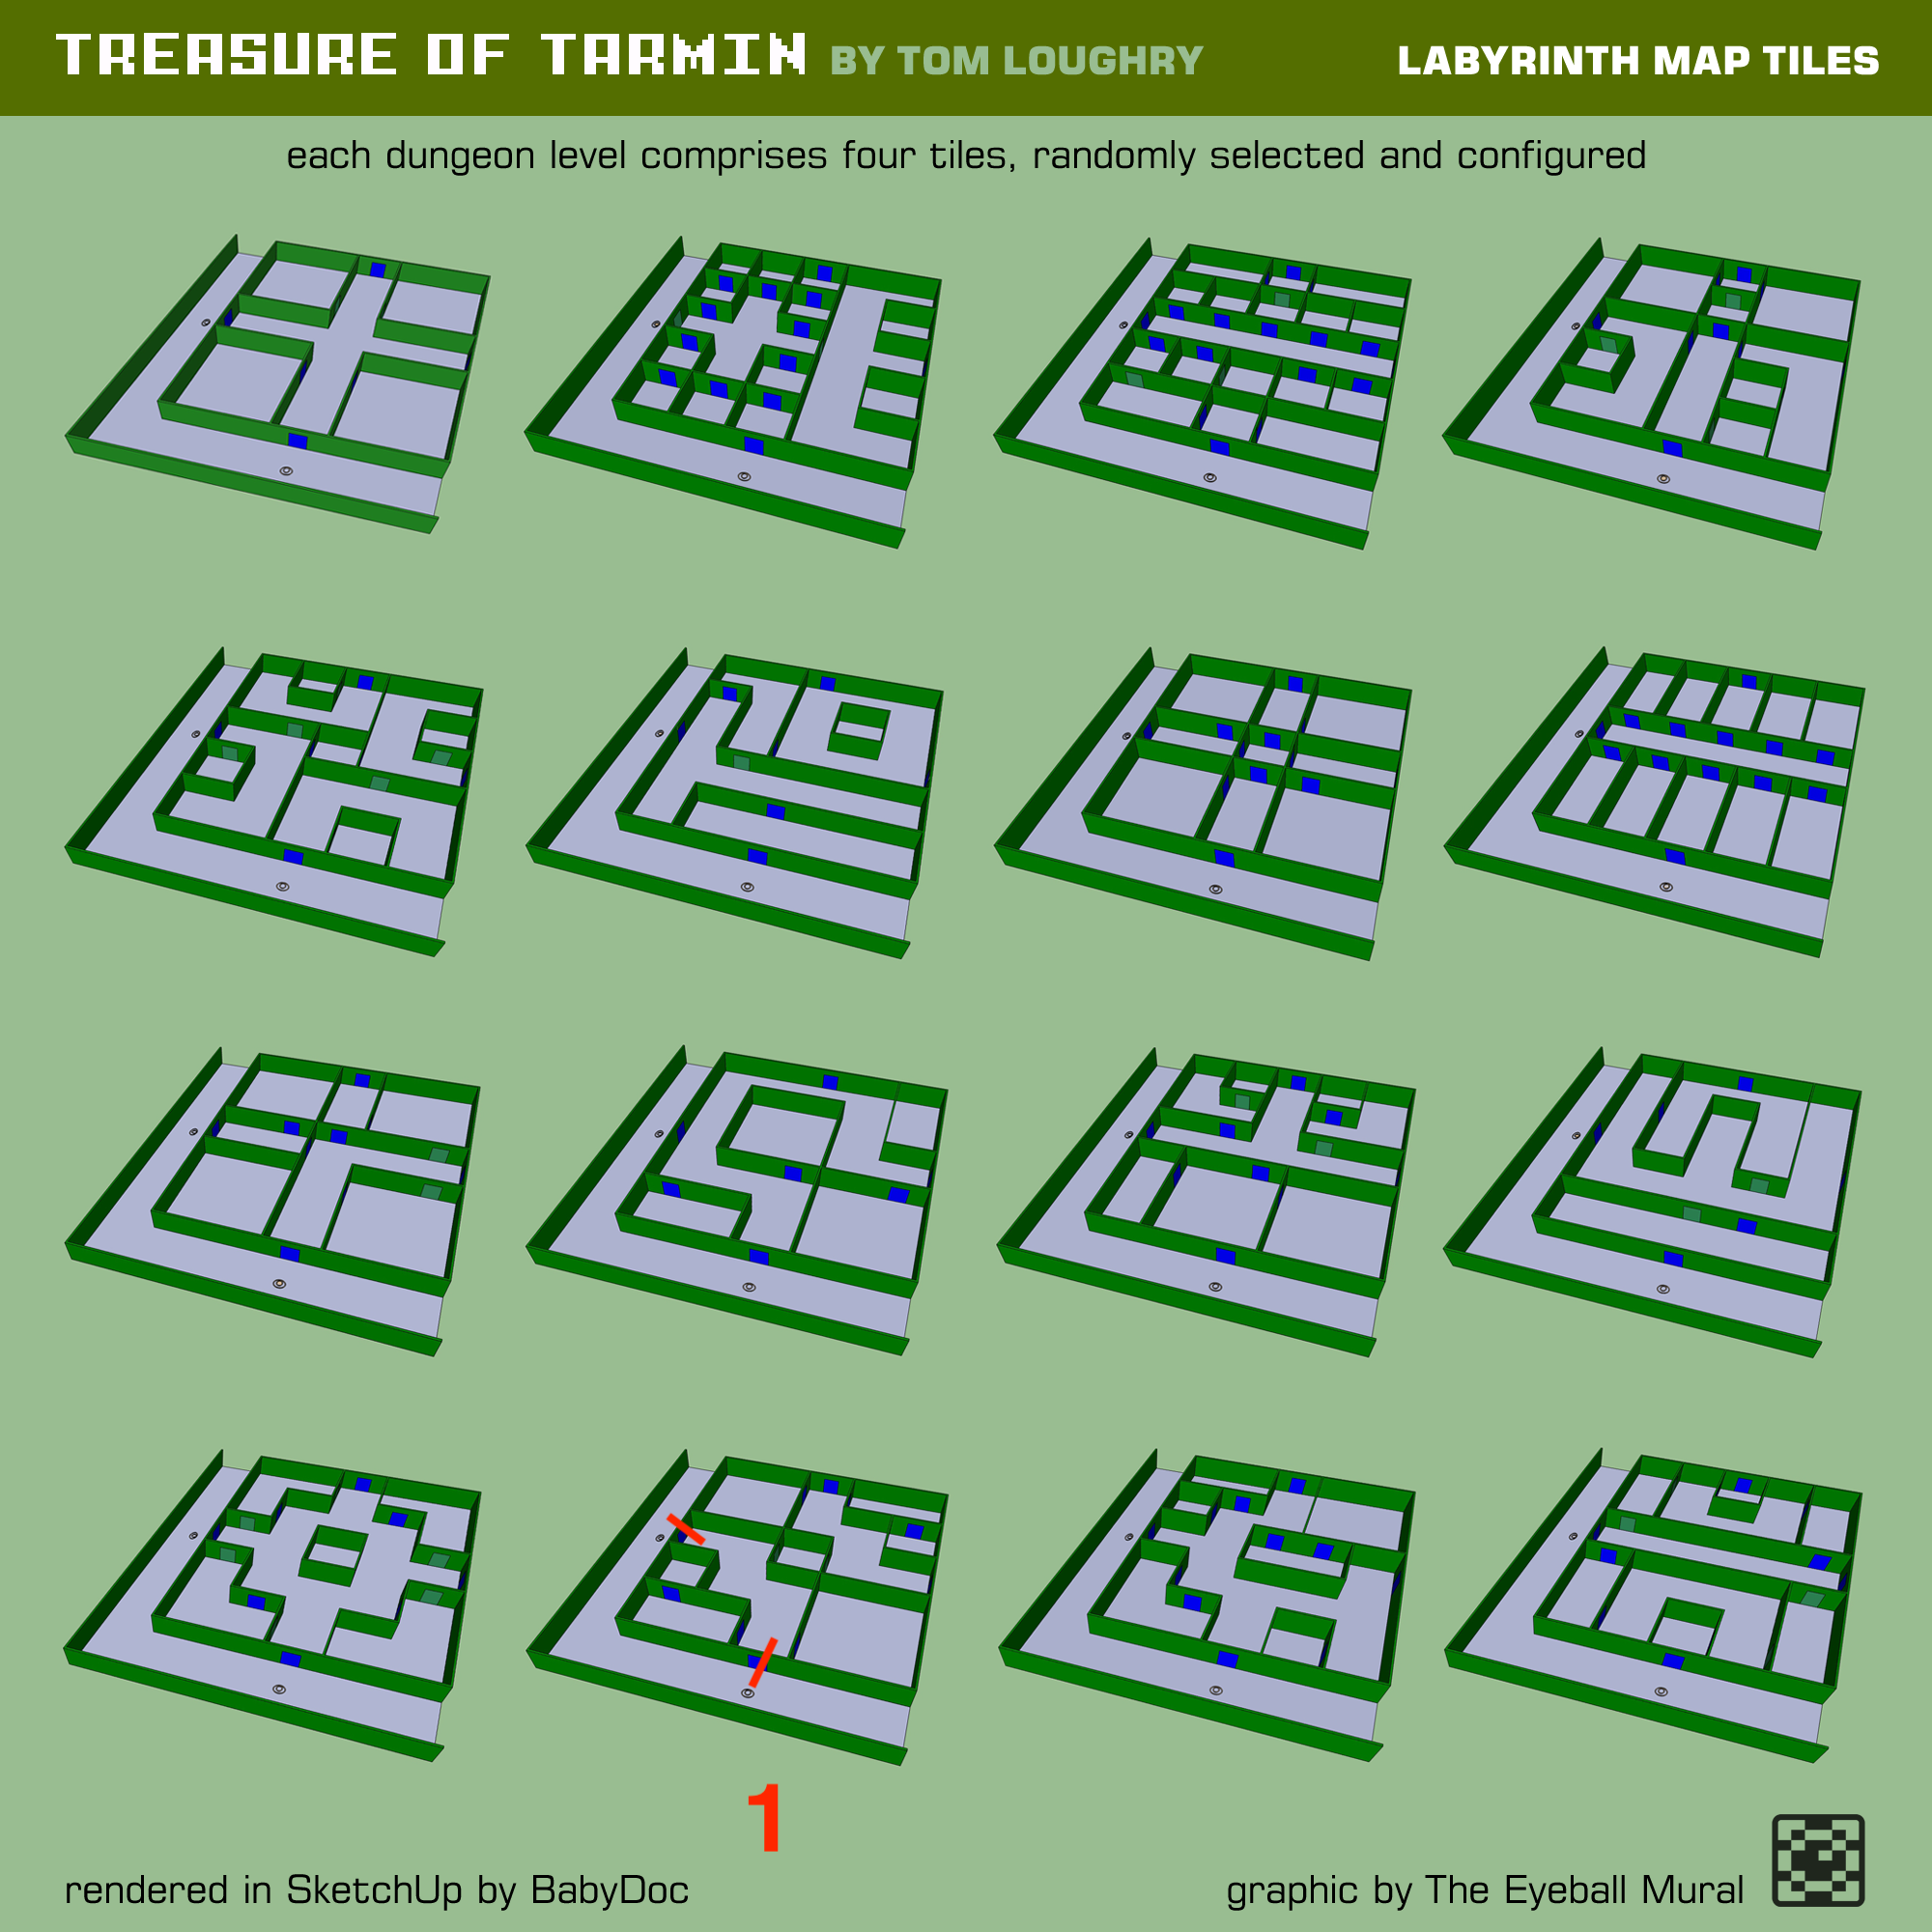 TREASURE OF TARMIN BY TOM LOUGHRY LABYRINTH MAP TILES
each dungeon level comprises four tiles, randomly selected and configured
1
rendered in SketchUp by BabyDoc graphic by The Eyeball Mural